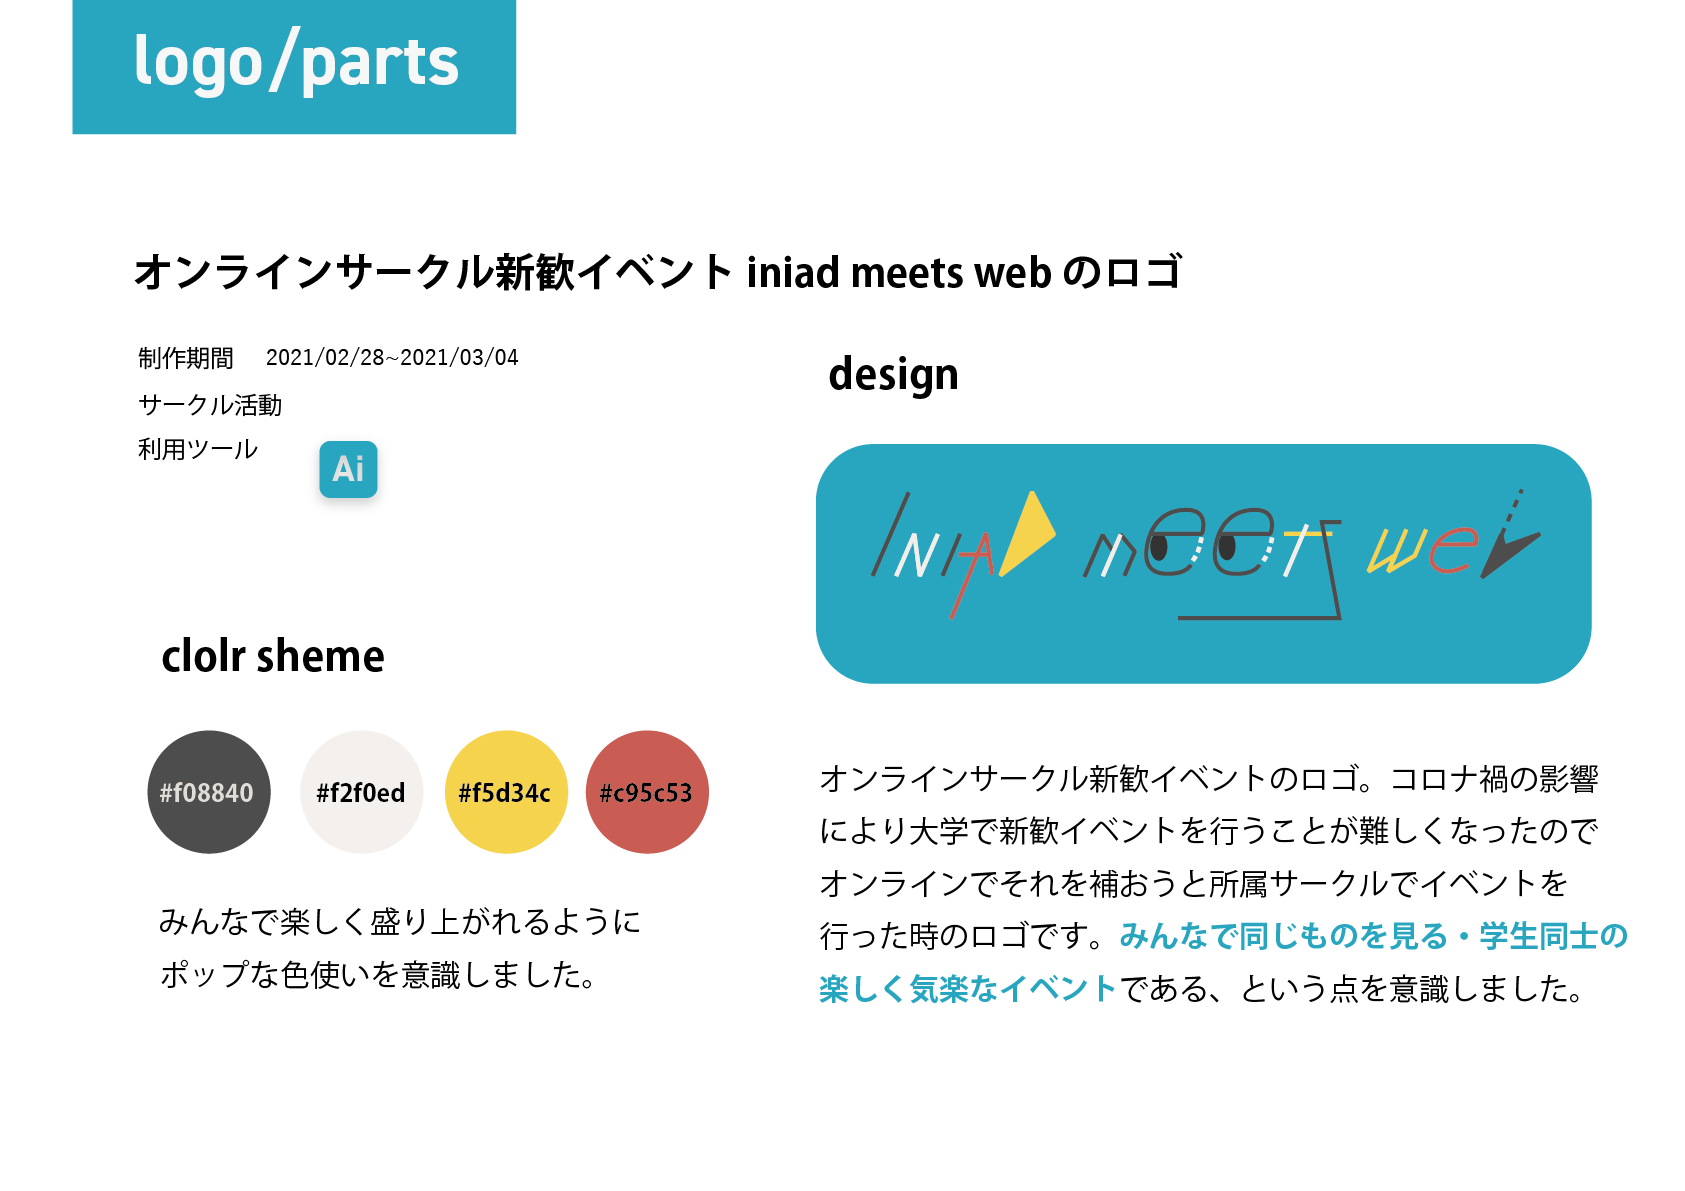 logo/parts
オンラインサークル新歓イベント iniad meets web のロゴ
制作期間 2021/02/28~2021/03/04
サークル活動
利用ツール
Ai
clolr sheme
#f08840 #f2f0ed #f5d34c #c95c53
みんなで楽しく盛り上がれるように
ポップな色使いを意識しました。
design
INIAD meet web
オンラインサークル新歓イベントのロゴ。コロナ禍の影響
により大学で新歓イベントを行うことが難しくなったので
オンラインでそれを補おうと所属サークルでイベントを
行った時のロゴです。みんなで同じものを見る・学生同士の
楽しく気楽なイベントである、という点を意識しました。